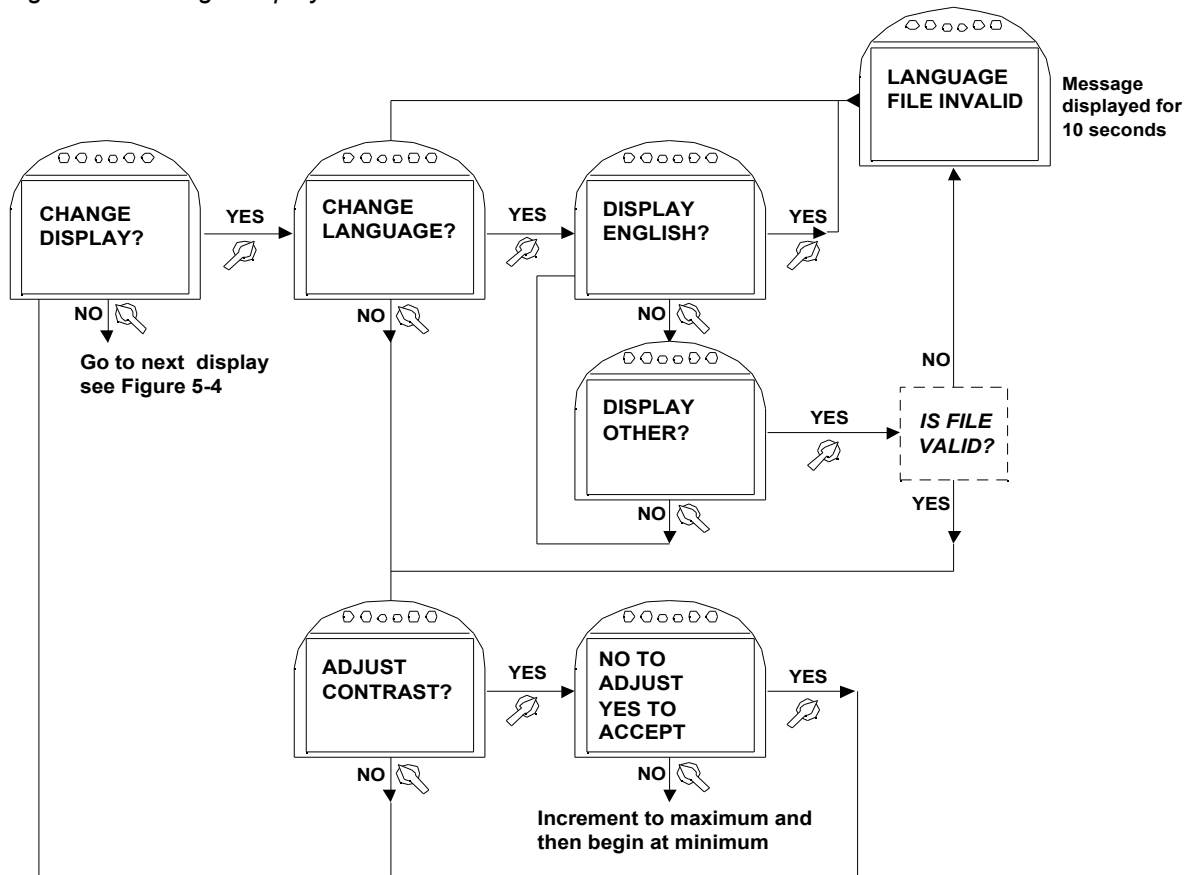 LANGUAGE
FILE INVALID
Message
displayed for
10 seconds
CHANGE
DISPLAY?
YES
CHANGE
LANGUAGE?
YES
DISPLAY
ENGLISH?
YES
NO
Go to next display
see Figure 5-4
NO
NO
DISPLAY
OTHER?
YES
NO
IS FILE
VALID?
YES
NO
ADJUST
CONTRAST?
YES
NO TO
ADJUST
YES TO
ACCEPT
YES
NO
NO
Increment to maximum and
then begin at minimum